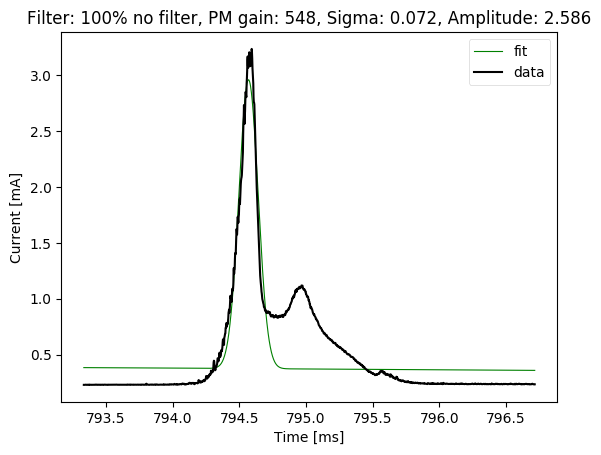 Filter: 100% no filter, PM gain: 548, Sigma: 0.072, Amplitude: 2.586
fit
data
3.0
2.5
2.0
1.5
1.0
0.5
Current [mA]
793.5 794.0 794.5 795.0 795.5 796.0 796.5
Time [ms]